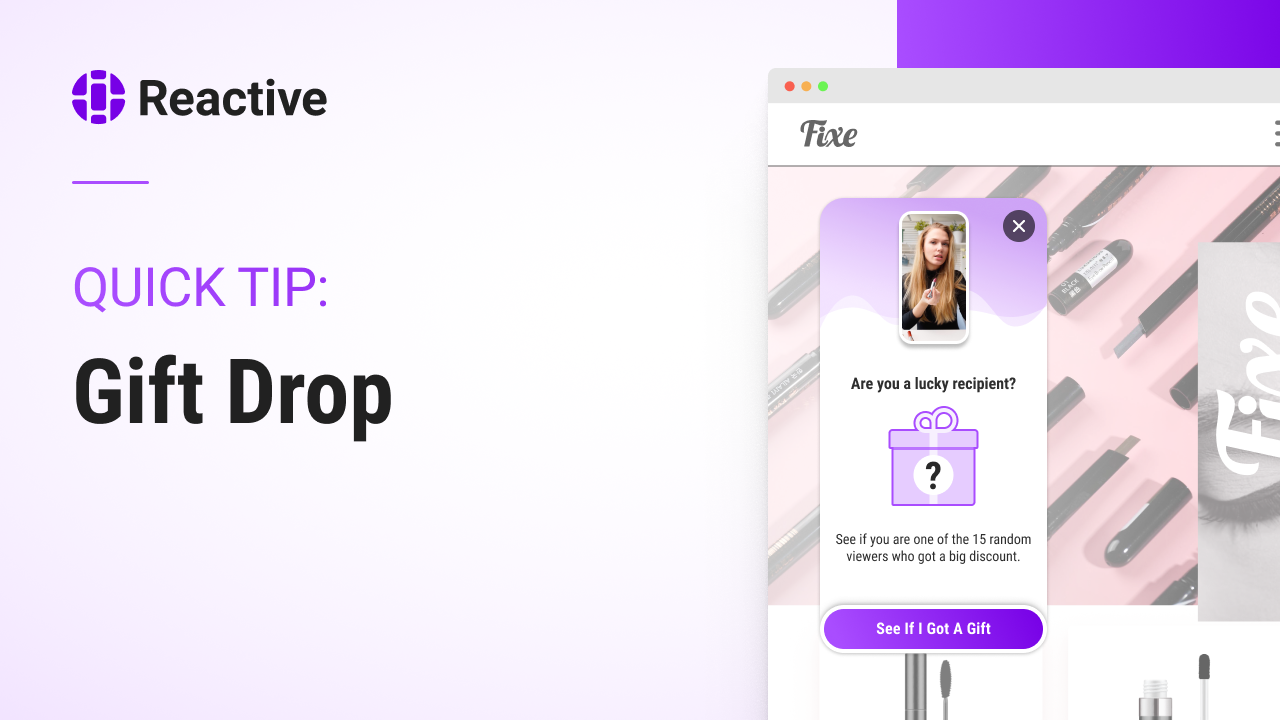 Reactive
QUICK TIP:
Gift Drop
Fixe
Are you a lucky recipient?
?
See if you are one of the 15 random
viewers who got a big discount.
See If I Got A Gift
BLACK
Fixe